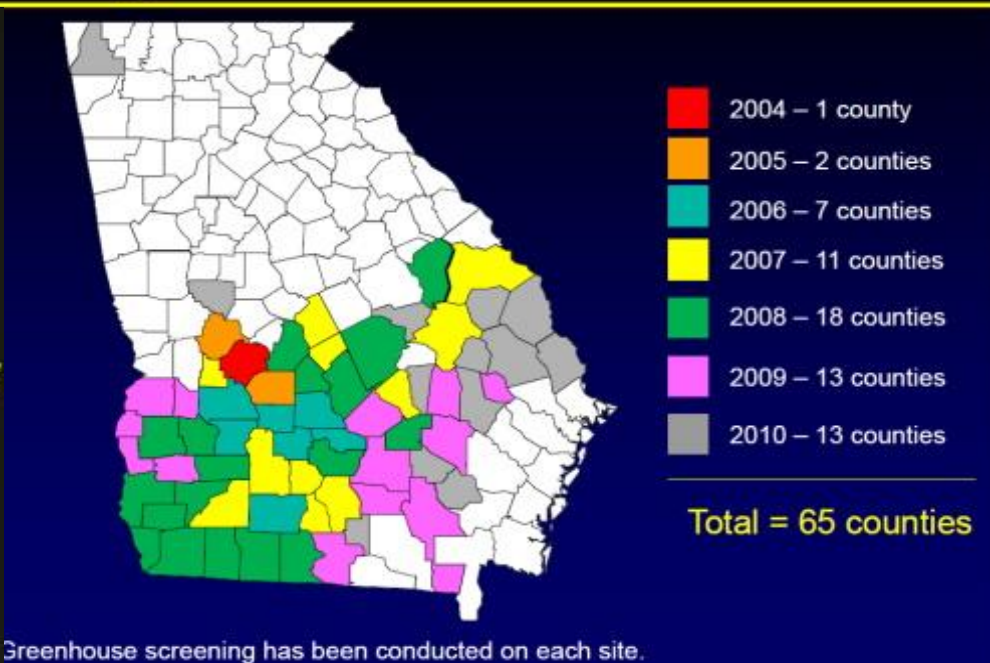 2004 – 1 county
2005 – 2 counties
2006 – 7 counties
2007 – 11 counties
2008 – 18 counties
2009 – 13 counties
2010 – 13 counties
Total = 65 counties
Greenhouse screening has been conducted on each site.